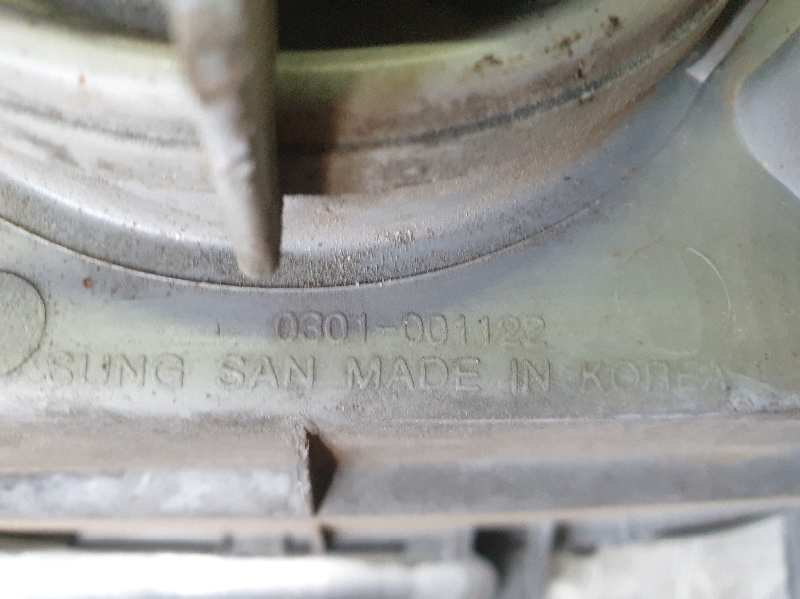 0301-001122
SUNG SAN MADE IN KOREA